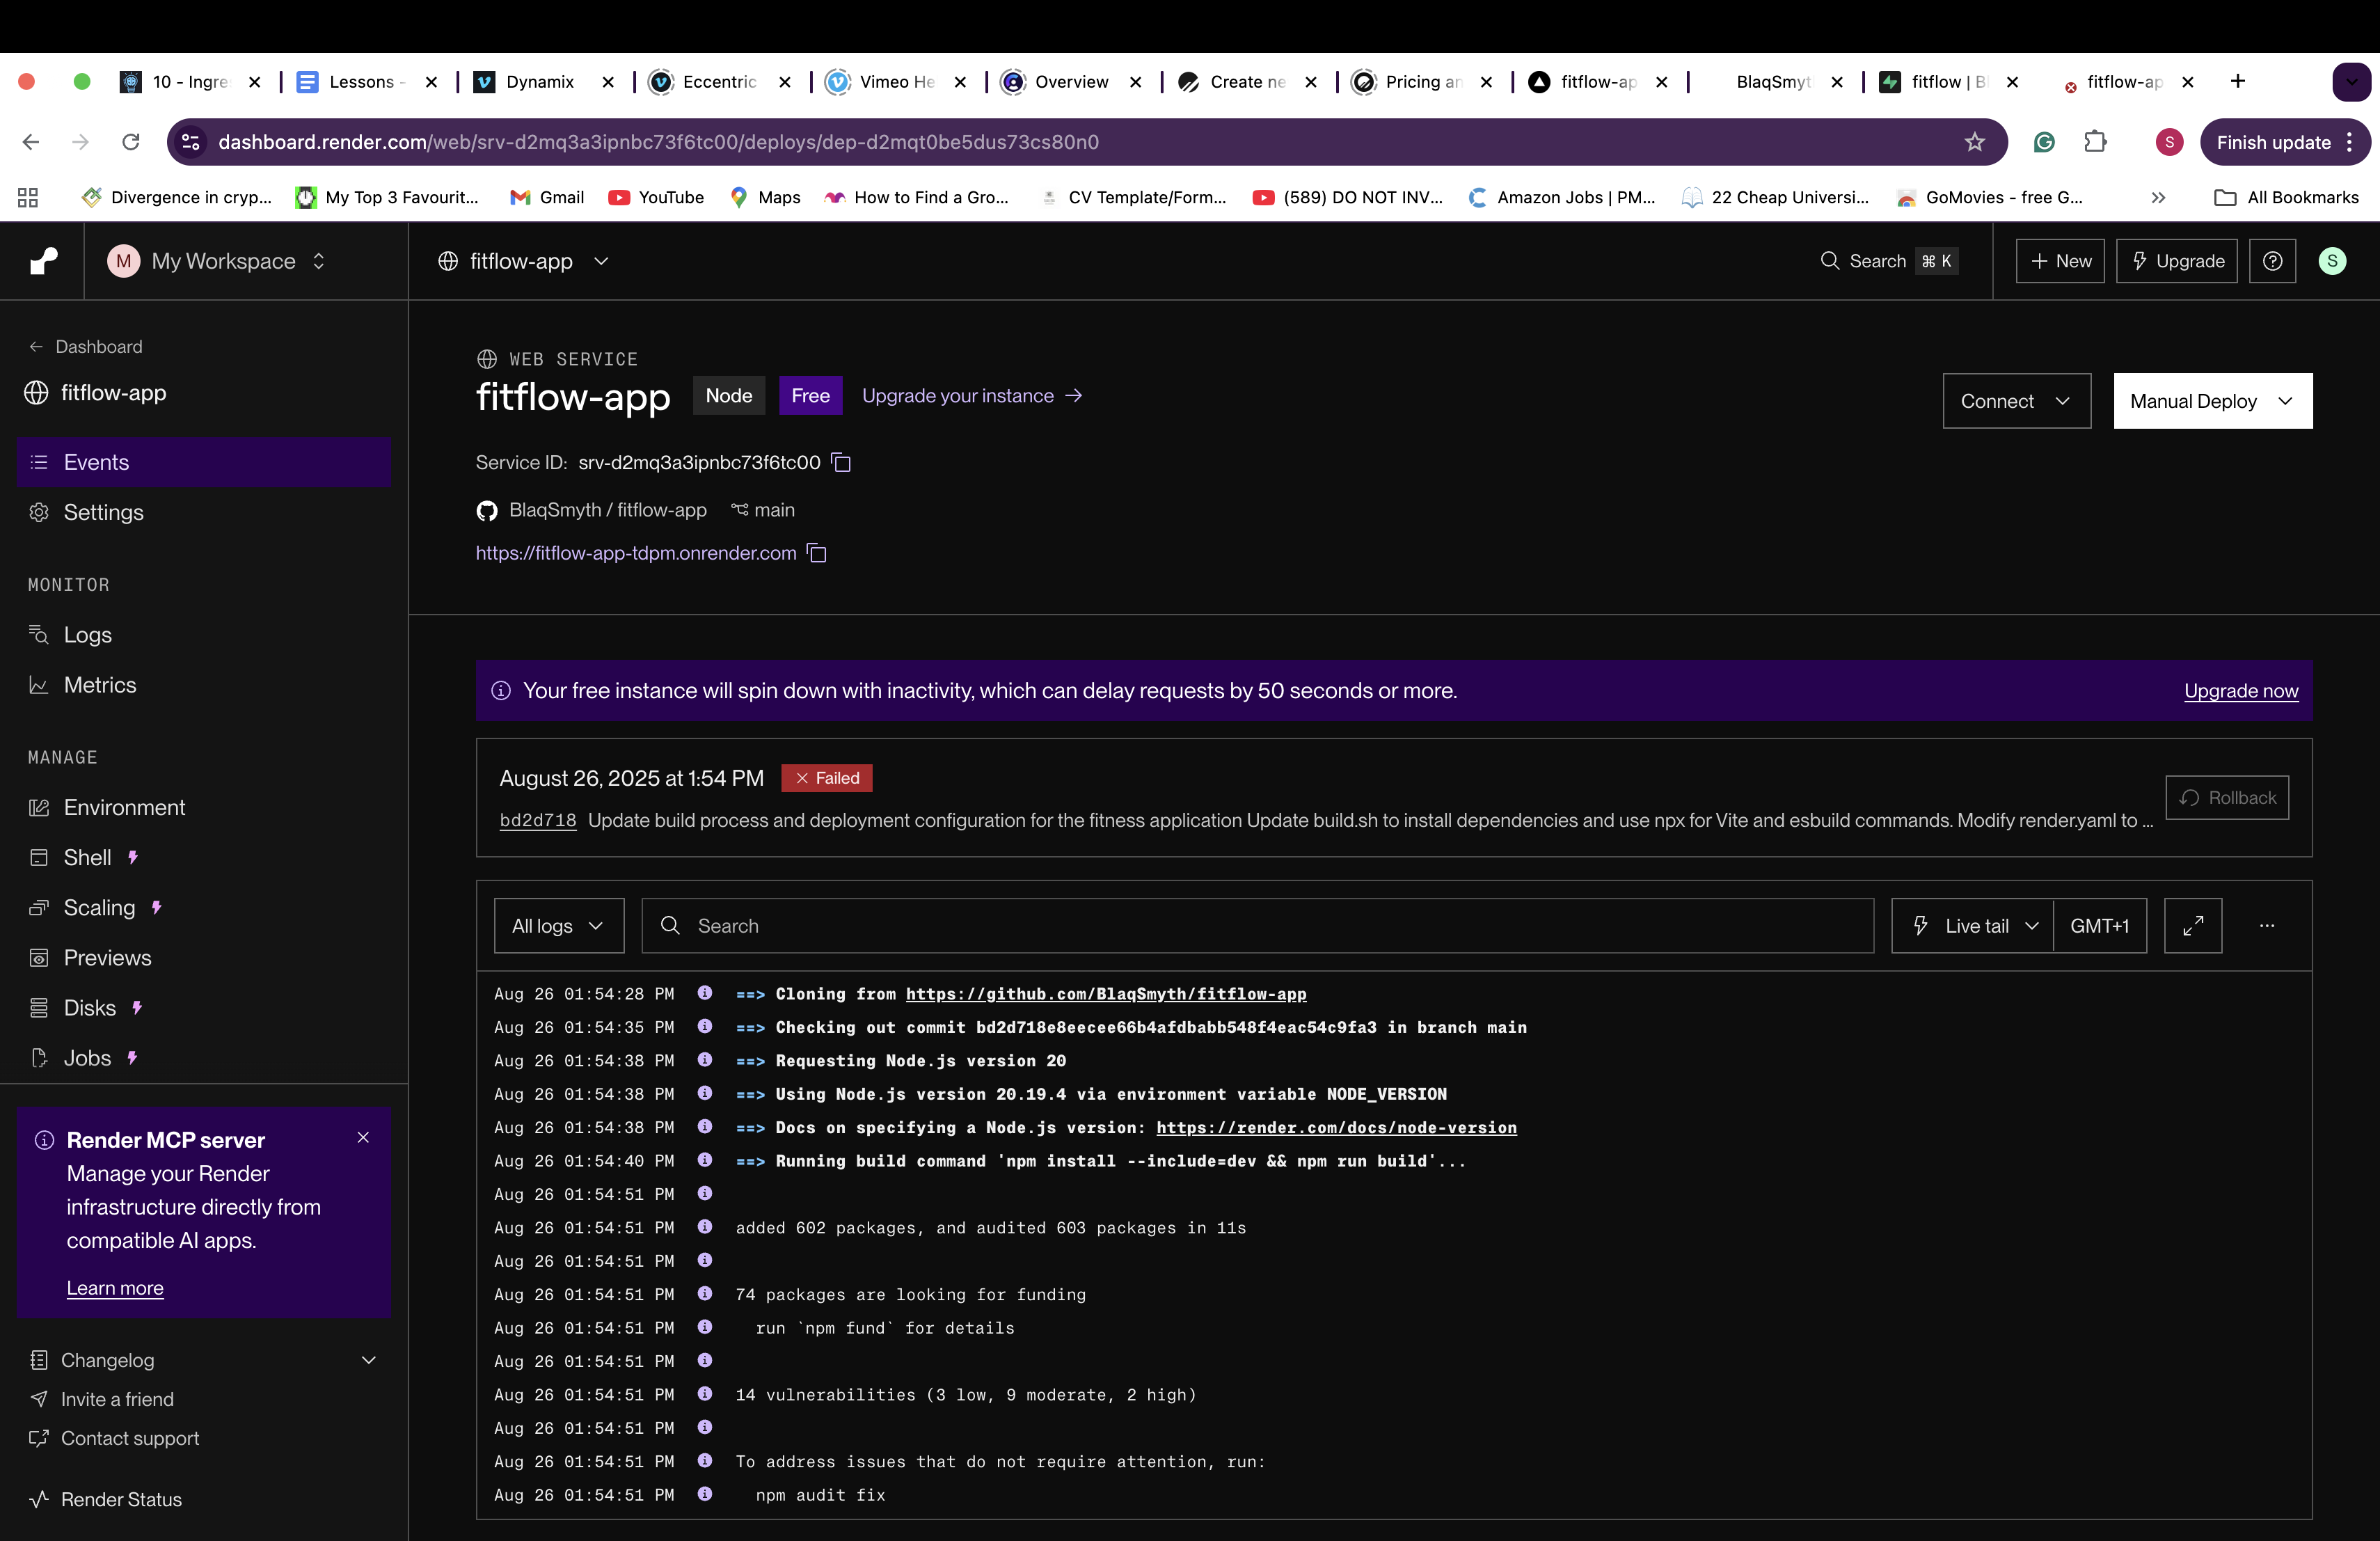 10 - Ingre
Lessons -
Dynamix
Eccentric
Vimeo He
Overview
Create ne
Pricing an
fitflow-ap
BlaqSmyt
fitflow | Bl
fitflow-ap
dashboard.render.com/web/srv-d2mq3a3ipnbc73f6tc00/deploys/dep-d2mqt0be5dus73cs80n0
S
Finish update
Divergence in cryp...
My Top 3 Favourit...
Gmail
YouTube
Maps
How to Find a Gro...
CV Template/Form...
(589) DO NOT INV...
Amazon Jobs | PM...
22 Cheap Universi...
GoMovies - free G...
All Bookmarks
M My Workspace
fitflow-app
Search ⌘ K
+ New
Upgrade
S
← Dashboard
fitflow-app
Events
Settings
MONITOR
Logs
Metrics
MANAGE
Environment
Shell
Scaling
Previews
Disks
Jobs
Render MCP server
Manage your Render
infrastructure directly from
compatible AI apps.
Learn more
Changelog
Invite a friend
Contact support
Render Status
WEB SERVICE
fitflow-app Node Free Upgrade your instance →
Connect
Manual Deploy
Service ID: srv-d2mq3a3ipnbc73f6tc00
BlaqSmyth / fitflow-app main
https://fitflow-app-tdpm.onrender.com
Your free instance will spin down with inactivity, which can delay requests by 50 seconds or more.
Upgrade now
August 26, 2025 at 1:54 PM Failed
bd2d718 Update build process and deployment configuration for the fitness application Update build.sh to install dependencies and use npx for Vite and esbuild commands. Modify render.yaml to ...
Rollback
All logs
Search
Live tail
GMT+1
...
Aug 26 01:54:28 PM ==> Cloning from https://github.com/BlaqSmyth/fitflow-app
Aug 26 01:54:35 PM ==> Checking out commit bd2d718e8eecee66b4afdbabb548f4eac54c9fa3 in branch main
Aug 26 01:54:38 PM ==> Requesting Node.js version 20
Aug 26 01:54:38 PM ==> Using Node.js version 20.19.4 via environment variable NODE_VERSION
Aug 26 01:54:38 PM ==> Docs on specifying a Node.js version: https://render.com/docs/node-version
Aug 26 01:54:40 PM ==> Running build command 'npm install --include=dev && npm run build'...
Aug 26 01:54:51 PM
Aug 26 01:54:51 PM added 602 packages, and audited 603 packages in 11s
Aug 26 01:54:51 PM
Aug 26 01:54:51 PM 74 packages are looking for funding
Aug 26 01:54:51 PM run `npm fund` for details
Aug 26 01:54:51 PM
Aug 26 01:54:51 PM 14 vulnerabilities (3 low, 9 moderate, 2 high)
Aug 26 01:54:51 PM
Aug 26 01:54:51 PM To address issues that do not require attention, run:
Aug 26 01:54:51 PM npm audit fix